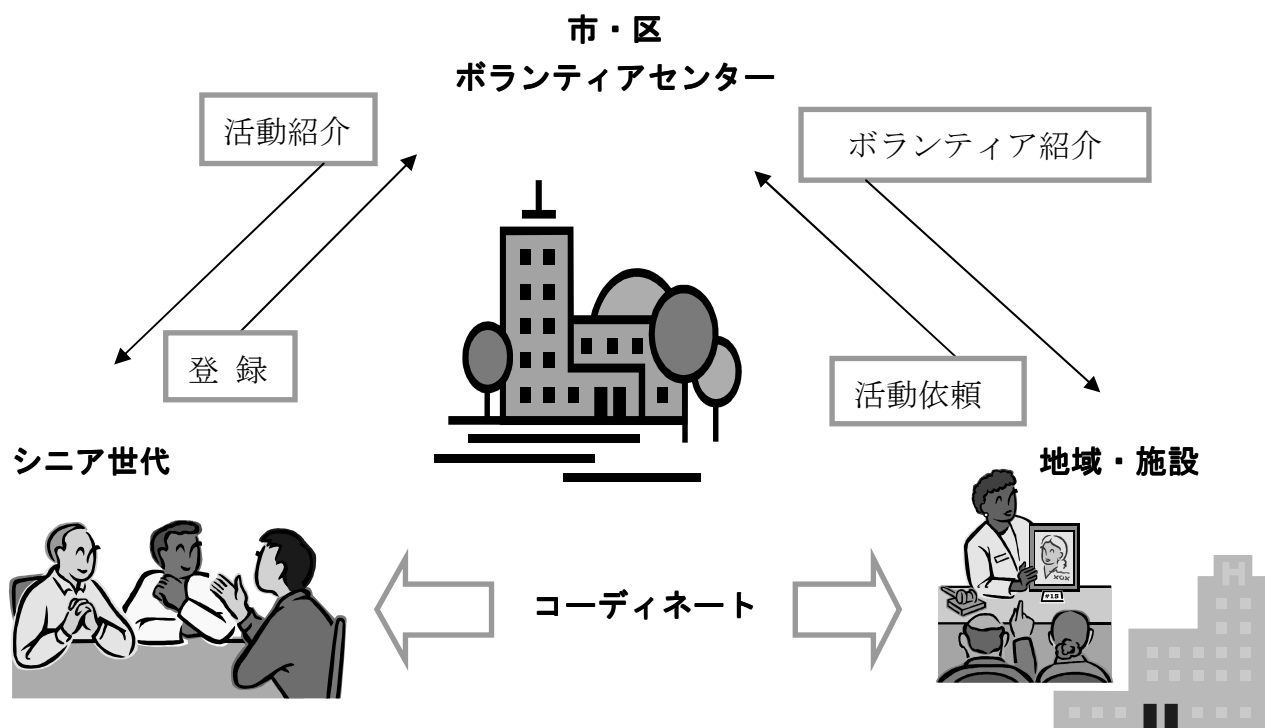 市・区
ボランティアセンター
活動紹介
ボランティア紹介
登 録
活動依頼
シニア世代
地域・施設
コーディネート
H